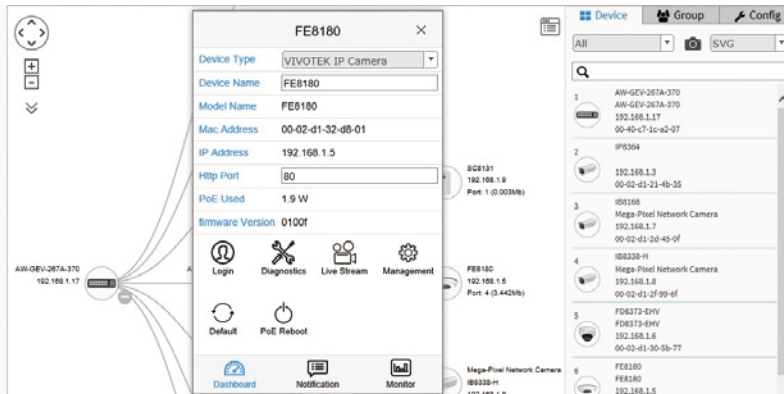 FE8180
Device Type VIVOTEK IP Camera
Device Name FE8180
Model Name FE8180
Mac Address 00-02-d1-32-d8-01
IP Address 192.168.1.5
Http Port 80
PoE Used 1.9 W
firmware Version 0100f
Login Diagnostics Live Stream Management
Default PoE Reboot
Dashboard Notification Monitor
AW-GEV-267A-370
192.168.1.17
A
SC8131
192.168.1.9
Port: 1 (0.003Mb)
FE8180
192.168.1.5
Port: 4 (3.442Mb)
Mega-Pixel Network Camera
IB8338-H
192.168.1.8
Device Group Config
All SVG
1
AW-GEV-267A-370
AW-GEV-267A-370
192.168.1.17
00-40-c7-1c-a2-07
2
IP8364
192.168.1.3
00-02-d1-21-4b-35
3
IB8168
Mega-Pixel Network Camera
192.168.1.7
00-02-d1-2d-45-0f
4
IB8338-H
Mega-Pixel Network Camera
192.168.1.8
00-02-d1-2f-99-6f
5
FD8373-EHV
FD8373-EHV
192.168.1.6
00-02-d1-30-5b-77
6
FE8180
FE8180
192.168.1.5